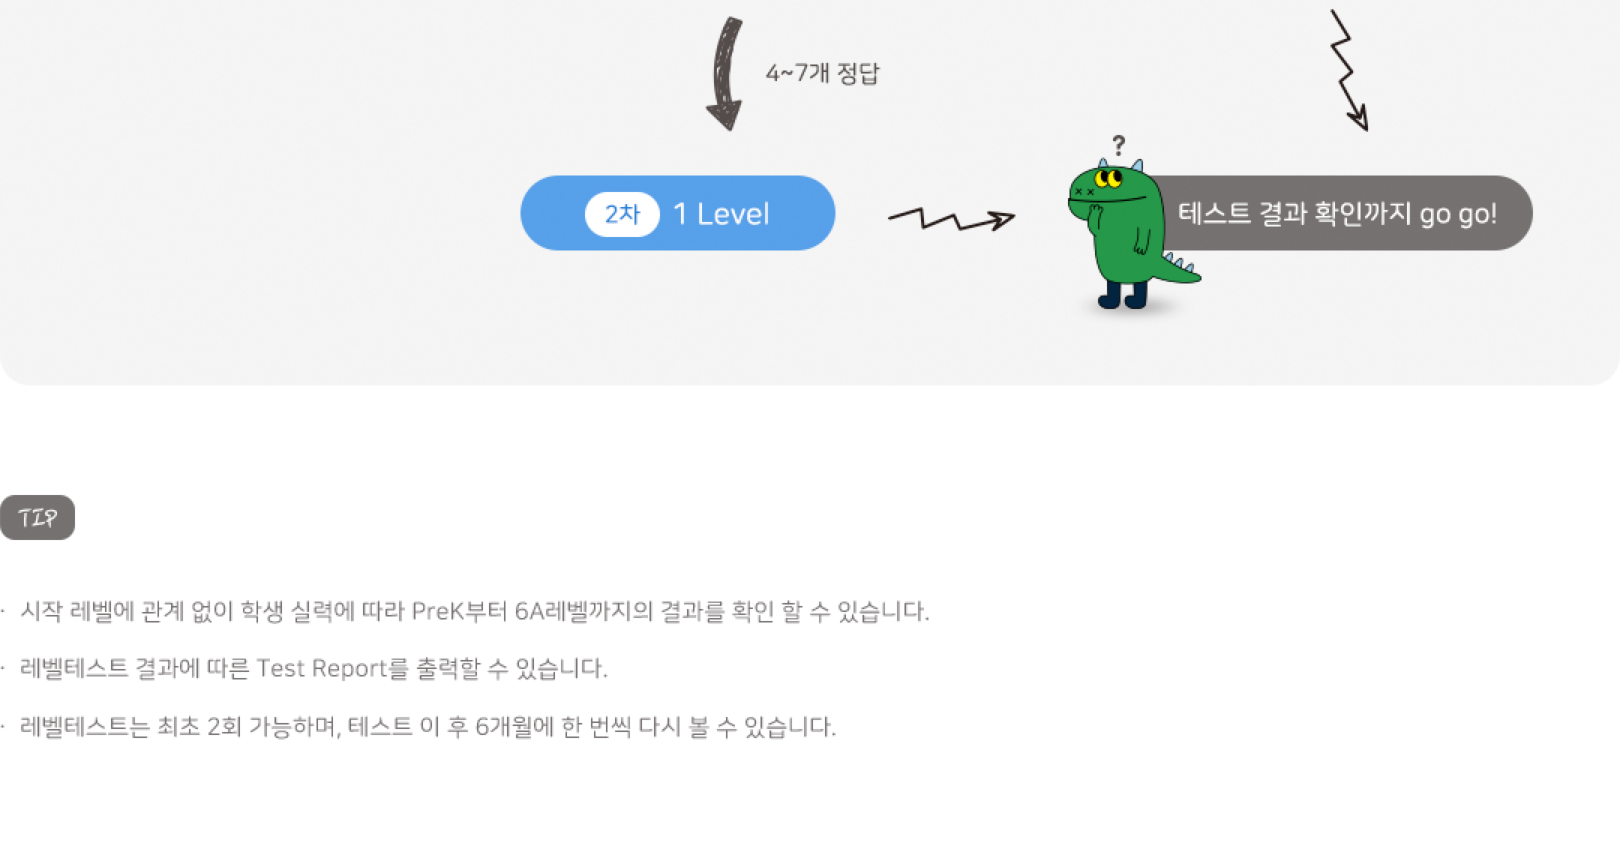 4~7개 정답
?
2차 1 Level
테스트 결과 확인까지 go go!
TIP
· 시작 레벨에 관계 없이 학생 실력에 따라 PreK부터 6A레벨까지의 결과를 확인 할 수 있습니다.
· 레벨테스트 결과에 따른 Test Report를 출력할 수 있습니다.
· 레벨테스트는 최초 2회 가능하며, 테스트 이 후 6개월에 한 번씩 다시 볼 수 있습니다.